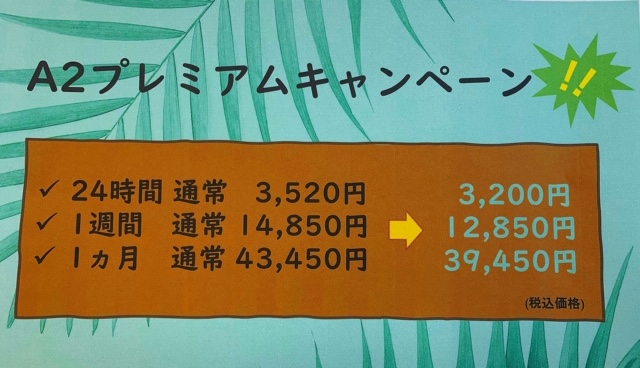 A2プレミアムキャンペーン!!
✓ 24時間 通常 3,520円 3,200円
✓ 1週間 通常 14,850円 ➡ 12,850円
✓ 1ヵ月 通常 43,450円 39,450円
(税込価格)